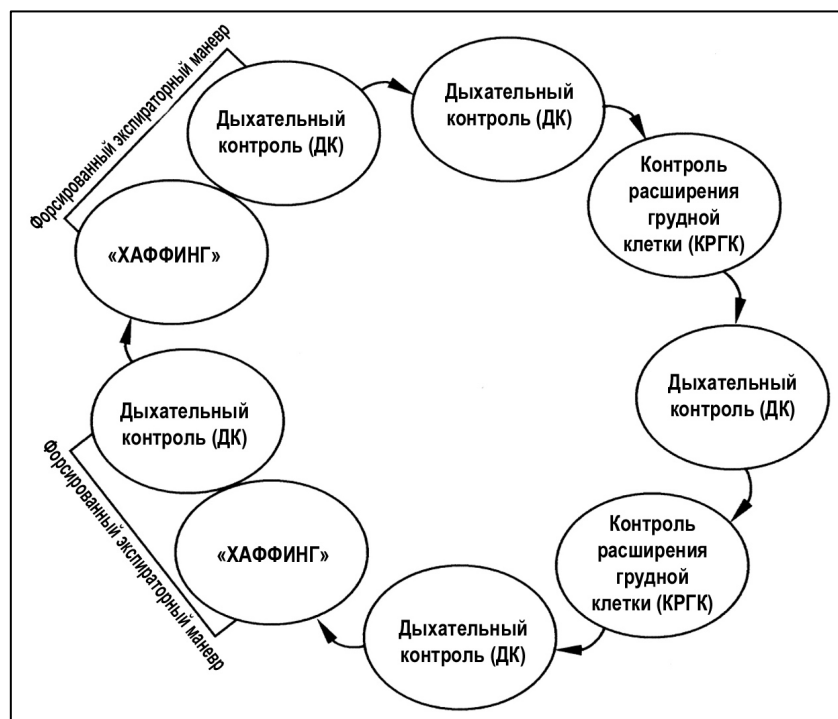 Форсированный экспираторный маневр
Дыхательный
контроль (ДК)
Дыхательный
контроль (ДК)
Контроль
расширения
грудной
клетки (КРГК)
Дыхательный
контроль (ДК)
Контроль
расширения
грудной
клетки (КРГК)
Дыхательный
контроль (ДК)
«ХАФФИНГ»
Форсированный экспираторный маневр
Дыхательный
контроль (ДК)
«ХАФФИНГ»